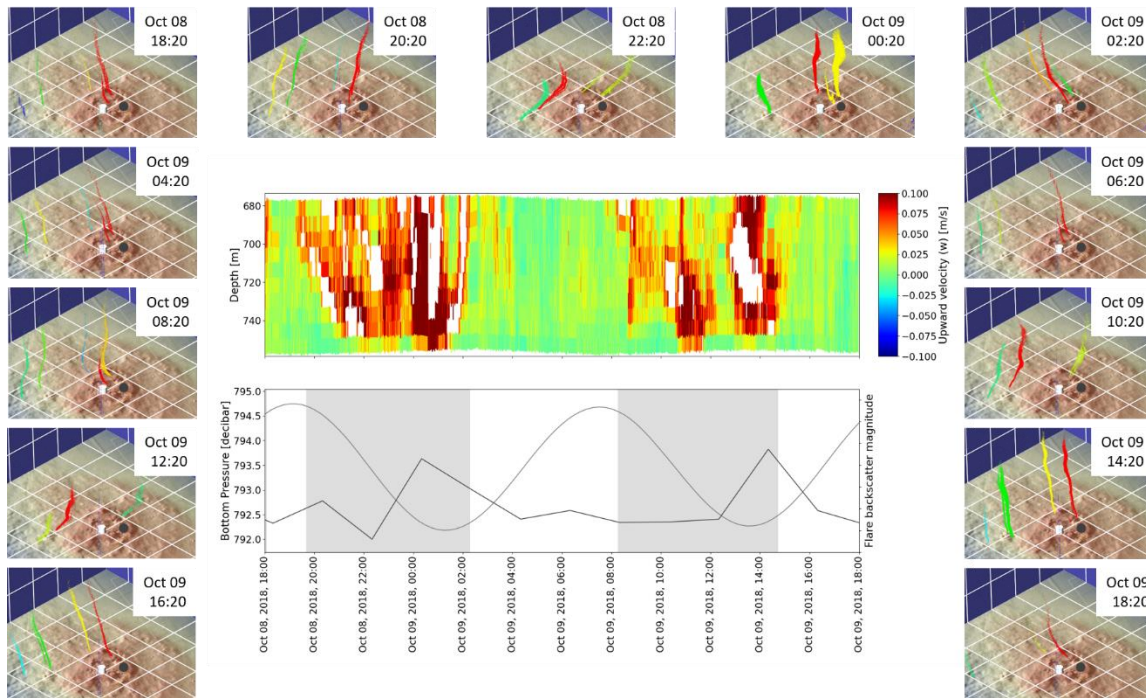 Oct 08
18:20
Oct 08
20:20
Oct 08
22:20
Oct 09
00:20
Oct 09
02:20
Oct 09
04:20
Oct 09
06:20
Oct 09
08:20
Oct 09
10:20
Oct 09
12:20
Oct 09
14:20
Oct 09
16:20
Oct 09
18:20
Depth [m]
680
700
720
740
0.100
0.075
0.050
0.025
0.000
−0.025
−0.050
−0.075
−0.100
Upward velocity (w) [m/s]
Bottom Pressure [decibar]
795.0
794.5
794.0
793.5
793.0
792.5
792.0
Flare backscatter magnitude
Oct 08, 2018, 18:00
Oct 08, 2018, 20:00
Oct 08, 2018, 22:00
Oct 09, 2018, 00:00
Oct 09, 2018, 02:00
Oct 09, 2018, 04:00
Oct 09, 2018, 06:00
Oct 09, 2018, 08:00
Oct 09, 2018, 10:00
Oct 09, 2018, 12:00
Oct 09, 2018, 14:00
Oct 09, 2018, 16:00
Oct 09, 2018, 18:00